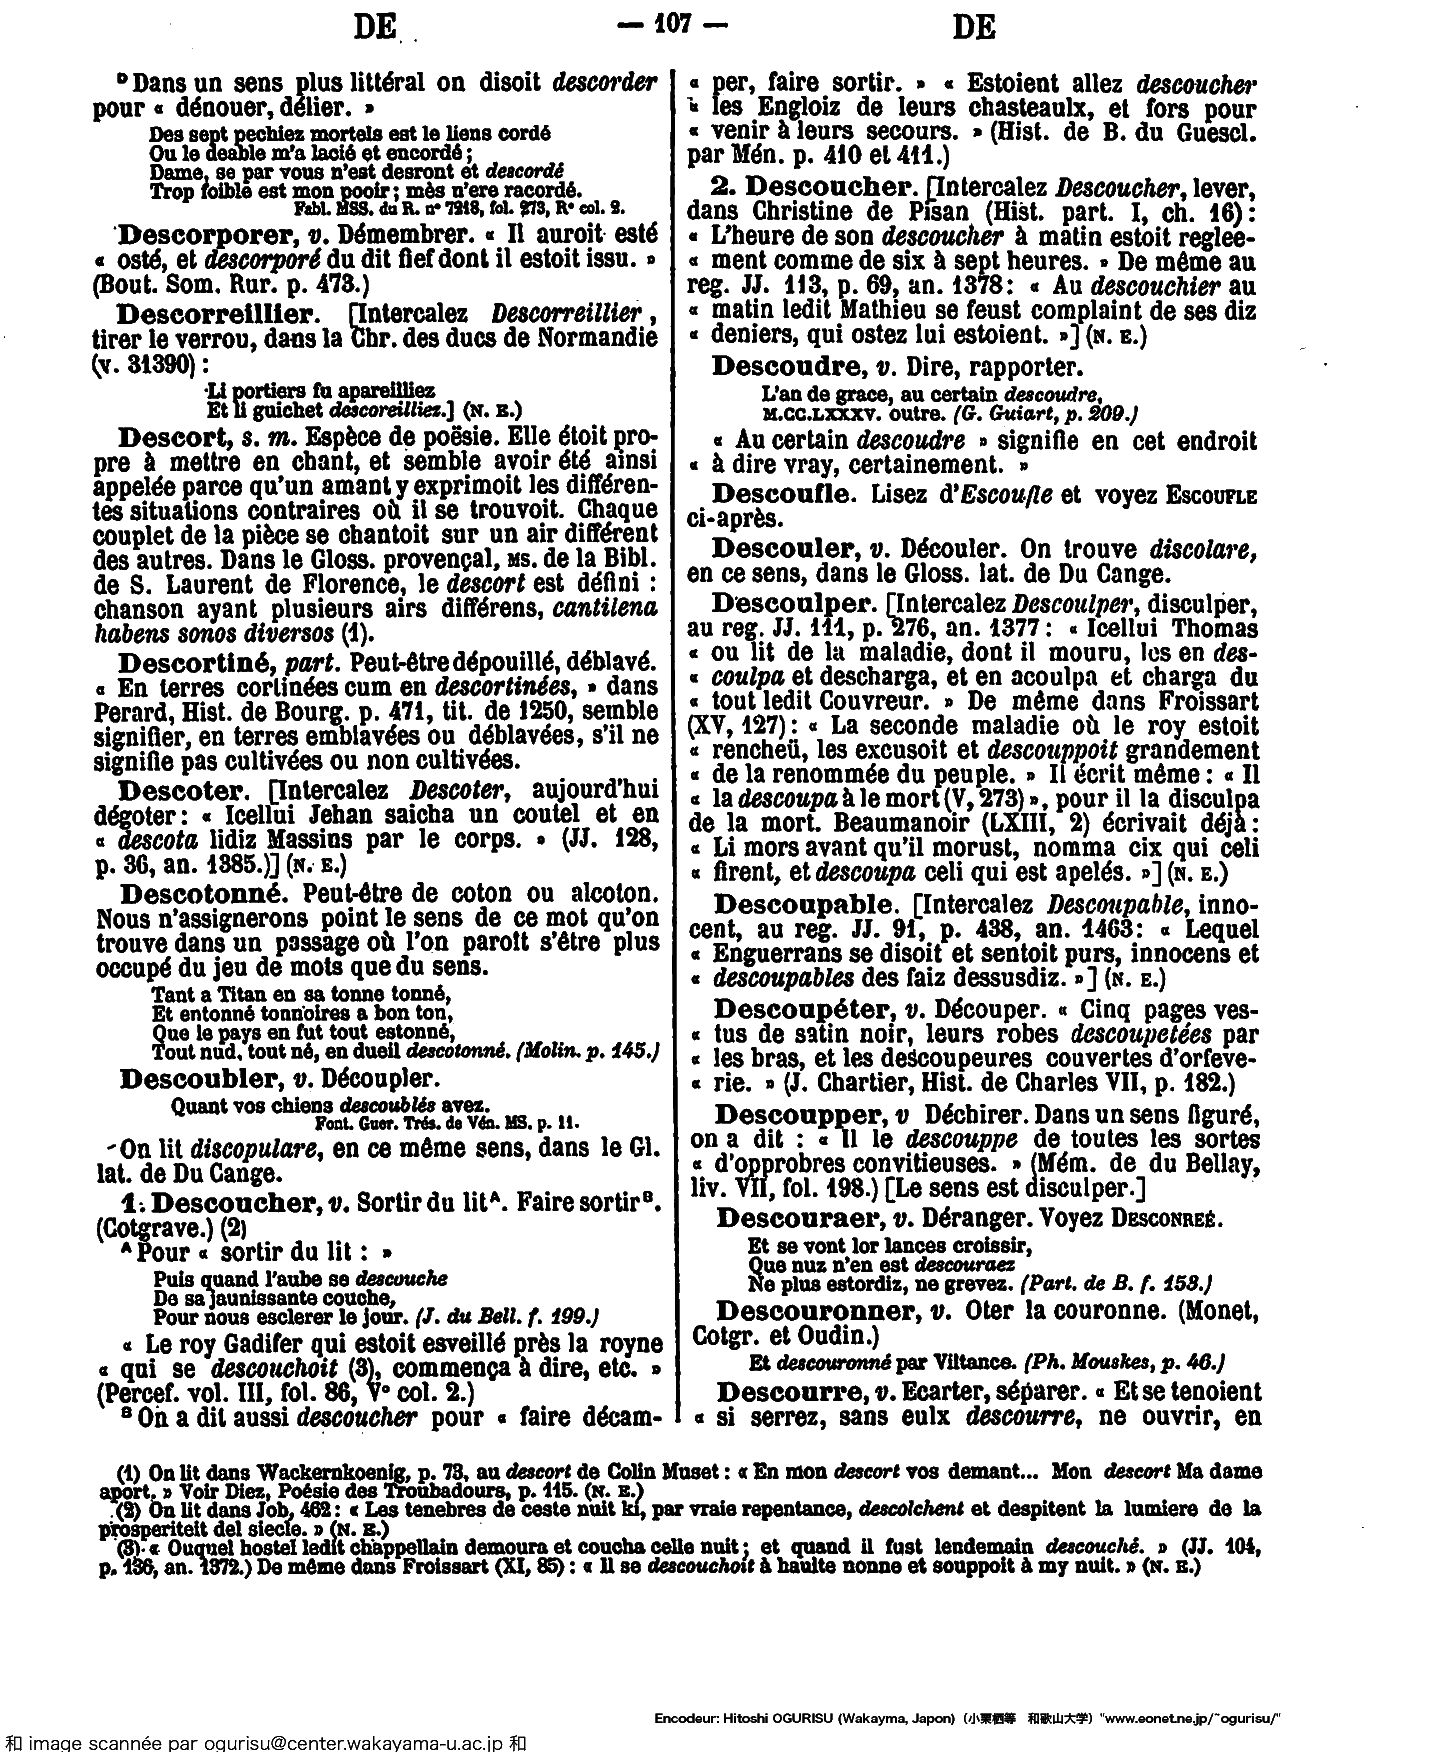 DE — 107 — DE
ᴰ Dans un sens plus littéral on disoit descorder
pour « dénouer, délier. »
Des sept pechiez mortels est le liens cordé
Ou le deable m'a lacié et encordé ;
Dame, se par vous n'est desront et descordé
Trop foible est mon pooir ; mès n'ere racordé.
Fabl. MSS. du R. n° 7218, fol. 273, R° col. 2.
Descorporer, v. Démembrer. « Il auroit esté
« osté, et descorporé du dit fief dont il estoit issu. »
(Bout. Som. Rur. p. 473.)
Descorreillier. [Intercalez Descorreillier,
tirer le verrou, dans la Chr. des ducs de Normandie
(v. 31390) :
Li portiers fu apareilliez
Et li guichet descoreilliez.] (N. E.)
Descort, s. m. Espèce de poësie. Elle étoit pro-
pre à mettre en chant, et semble avoir été ainsi
appelée parce qu'un amant y exprimoit les différen-
tes situations contraires où il se trouvoit. Chaque
couplet de la pièce se chantoit sur un air différent
des autres. Dans le Gloss. provençal, MS. de la Bibl.
de S. Laurent de Florence, le descort est défini :
chanson ayant plusieurs airs différens, cantilena
habens sonos diversos (1).
Descortiné, part. Peut-être dépouillé, déblavé.
« En terres cortinées cum en descortinées, » dans
Perard, Hist. de Bourg. p. 471, tit. de 1250, semble
signifier, en terres emblavées ou déblavées, s'il ne
signifie pas cultivées ou non cultivées.
Descoter. [Intercalez Descoter, aujourd'hui
dégoter : « Icellui Jehan saicha un coutel et en
« descota lidiz Massins par le corps. » (JJ. 128,
p. 36, an. 1385.)] (N. E.)
Descotonné. Peut-être de coton ou alcoton.
Nous n'assignerons point le sens de ce mot qu'on
trouve dans un passage où l'on paroit s'être plus
occupé du jeu de mots que du sens.
Tant a Titan en sa tonne tonné,
Et entonné tonnoires a bon ton,
Que le pays en fut tout estonné,
Tout nud, tout né, en dueil descotonné. (Molin. p. 145.)
Descoubler, v. Découpler.
Quant vos chiens descoublés avez.
Font. Guer. Trés. de Vén. MS. p. 11.
On lit discopulare, en ce même sens, dans le Gl.
lat. de Du Cange.
1. Descoucher, v. Sortir du lit ᴬ. Faire sortir ᴮ.
(Cotgrave.) (2)
ᴬ Pour « sortir du lit : »
Puis quand l'aube se descouche
De sa jaunissante couche,
Pour nous esclerer le jour. (J. du Bell. f. 199.)
« Le roy Gadifer qui estoit esveillé près la royne
« qui se descouchoit (3), commença à dire, etc. »
(Percef. vol. III, fol. 86, V° col. 2.)
ᴮ On a dit aussi descoucher pour « faire décam-
« per, faire sortir. » « Estoient allez descoucher
« les Engloiz de leurs chasteaulx, et fors pour
« venir à leurs secours. » (Hist. de B. du Guescl.
par Mén. p. 410 et 411.)
2. Descoucher. [Intercalez Descoucher, lever,
dans Christine de Pisan (Hist. part. I, ch. 16) :
« L'heure de son descoucher à matin estoit reglee-
« ment comme de six à sept heures. » De même au
reg. JJ. 113, p. 69, an. 1378 : « Au descouchier au
« matin ledit Mathieu se feust complaint de ses diz
« deniers, qui ostez lui estoient. »] (N. E.)
Descoudre, v. Dire, rapporter.
L'an de grace, au certain descoudre,
M.CC.LXXXV. outre. (G. Guiart, p. 209.)
« Au certain descoudre » signifie en cet endroit
« à dire vray, certainement. »
Descoufle. Lisez d'Escoufle et voyez ESCOUFLE
ci-après.
Descouler, v. Découler. On trouve discolare,
en ce sens, dans le Gloss. lat. de Du Cange.
Descoulper. [Intercalez Descoulper, disculper,
au reg. JJ. 111, p. 276, an. 1377 : « Icellui Thomas
« ou lit de la maladie, dont il mouru, les en des-
« coulpa et descharga, et en acoulpa et charga du
« tout ledit Couvreur. » De même dans Froissart
(XV, 127) : « La seconde maladie où le roy estoit
« rencheü, les excusoit et descouppoit grandement
« de la renommée du peuple. » Il écrit même : « Il
« la descoupa à le mort (V, 273) », pour il la disculpa
de la mort. Beaumanoir (LXIII, 2) écrivait déjà :
« Li mors avant qu'il morust, nomma cix qui celi
« firent, et descoupa celi qui est apelés. »] (N. E.)
Descoupable. [Intercalez Descoupable, inno-
cent, au reg. JJ. 91, p. 438, an. 1463 : « Lequel
« Enguerrans se disoit et sentoit purs, innocens et
« descoupables des faiz dessusdiz. »] (N. E.)
Descoupéter, v. Découper. « Cinq pages ves-
« tus de satin noir, leurs robes descoupetées par
« les bras, et les descoupeures couvertes d'orfeve-
« rie. » (J. Chartier, Hist. de Charles VII, p. 182.)
Descoupper, v Déchirer. Dans un sens figuré,
on a dit : « Il le descouppe de toutes les sortes
« d'opprobres convitieuses. » (Mém. de du Bellay,
liv. VII, fol. 198.) [Le sens est disculper.]
Descouraer, v. Déranger. Voyez DESCONREÉ.
Et se vont lor lances croissir,
Que nuz n'en est descouraez
Ne plus estordiz, ne grevez. (Part. de B. f. 153.)
Descouronner, v. Oter la couronne. (Monet,
Cotgr. et Oudin.)
Et descouronné par Viltance. (Ph. Mouskes, p. 46.)
Descourre, v. Ecarter, séparer. « Et se tenoient
« si serrez, sans eulx descourre, ne ouvrir, en
(1) On lit dans Wackernkoenig, p. 73, au descort de Colin Muset : « En mon descort vos demant... Mon descort Ma dame
aport. » Voir Diez, Poésie des Troubadours, p. 115. (N. E.)
(2) On lit dans Job, 462 : « Les tenebres de ceste nuit ki, par vraie repentance, descolchent et despitent la lumiere de la
prosperiteit del siecle. » (N. E.)
(3) « Ouquel hostel ledit chappellain demoura et coucha celle nuit ; et quand il fust lendemain descouché. » (JJ. 104,
p. 136, an. 1372.) De même dans Froissart (XI, 85) : « Il se descouchoit à haulte nonne et souppoit à my nuit. » (N. E.)
Encodeur: Hitoshi OGURISU (Wakayma, Japon) (小栗栖等 和歌山大学) "www.eonet.ne.jp/~ogurisu/"
和 image scannée par ogurisu@center.wakayama-u.ac.jp 和